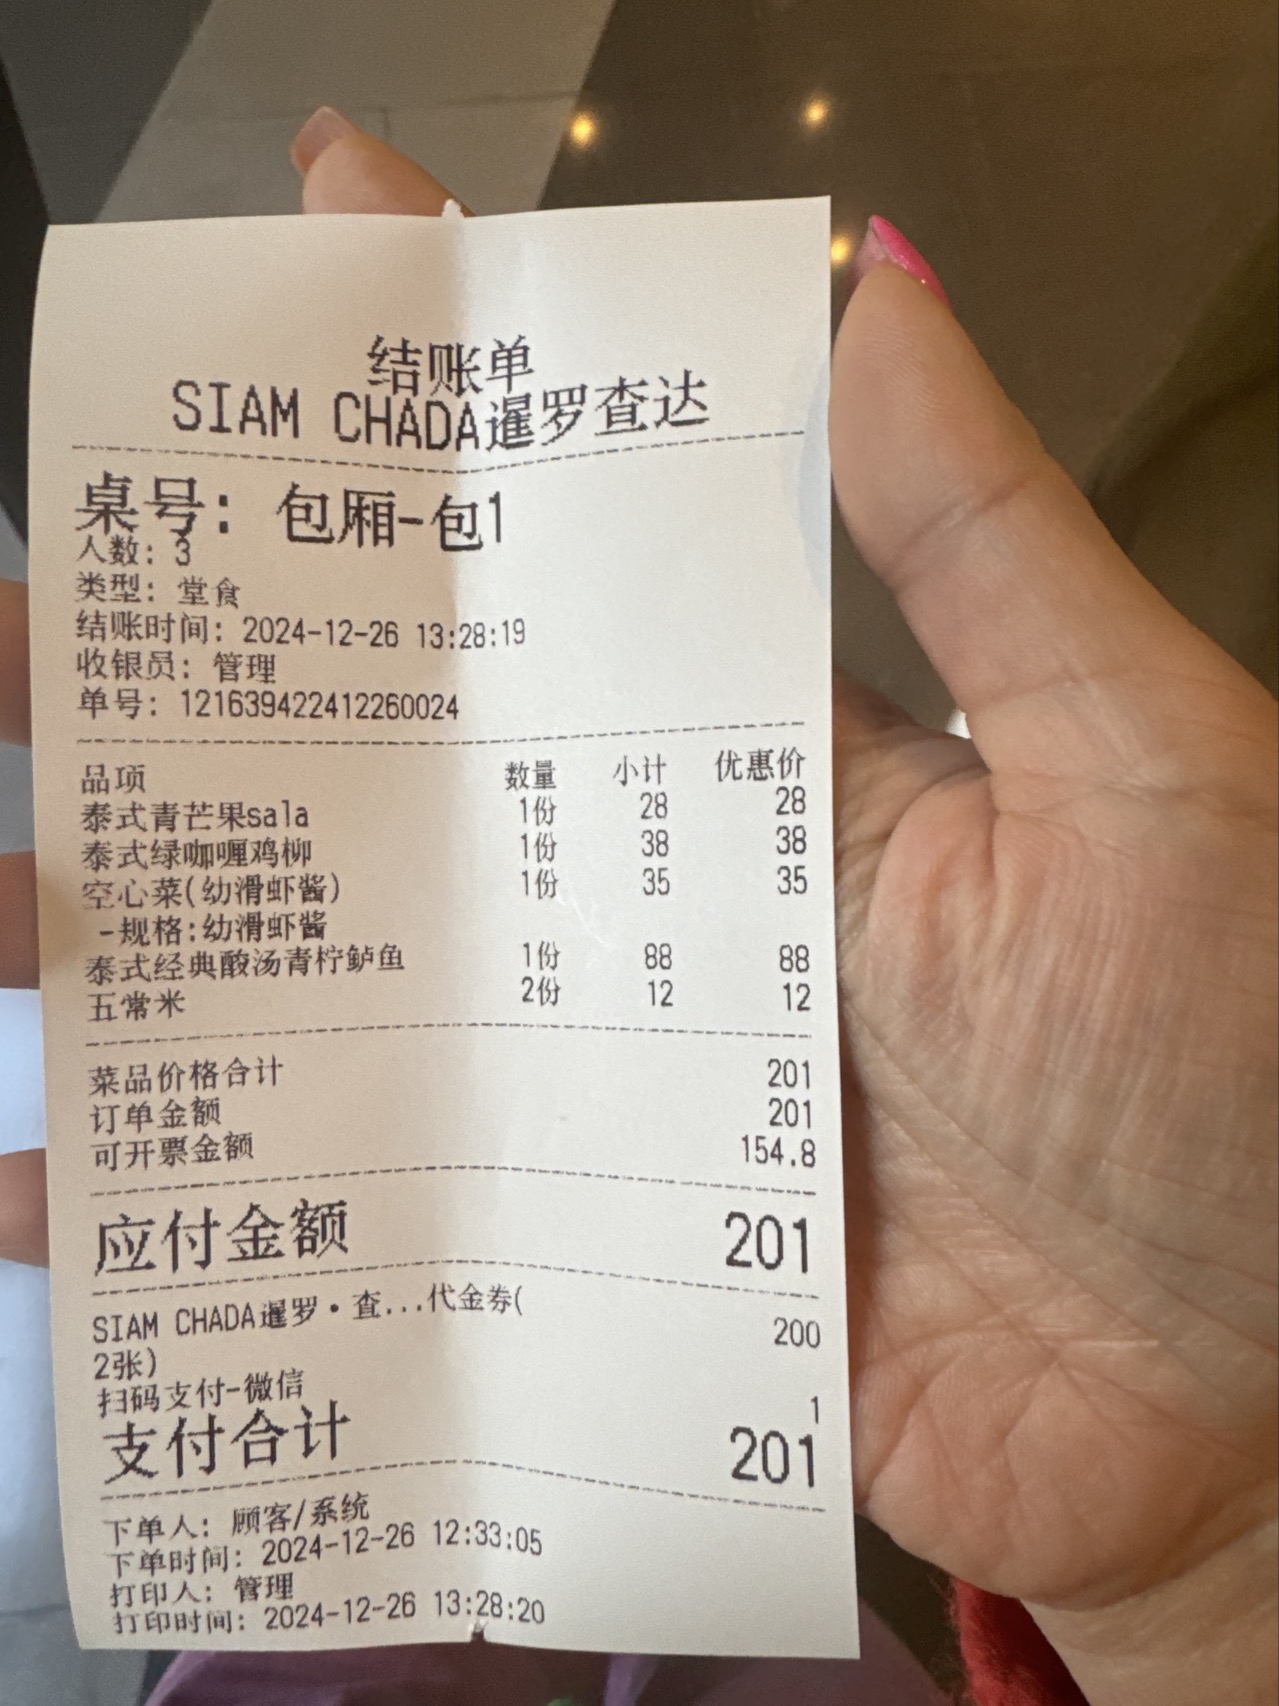 结账单
SIAM CHADA暹罗查达
桌号: 包厢-包1
人数: 3
类型: 堂食
结账时间: 2024-12-26 13:28:19
收银员: 管理
单号: 121639422412260024
品项 数量 小计 优惠价
泰式青芒果sala 1份 28 28
泰式绿咖喱鸡柳 1份 38 38
空心菜(幼滑虾酱) 1份 35 35
-规格:幼滑虾酱
泰式经典酸汤青柠鲈鱼 1份 88 88
五常米 2份 12 12
菜品价格合计 201
订单金额 201
可开票金额 154.8
应付金额 201
SIAM CHADA暹罗·查...代金券( 200
2张)
扫码支付-微信 1
支付合计 201
下单人: 顾客/系统
下单时间: 2024-12-26 12:33:05
打印人: 管理
打印时间: 2024-12-26 13:28:20